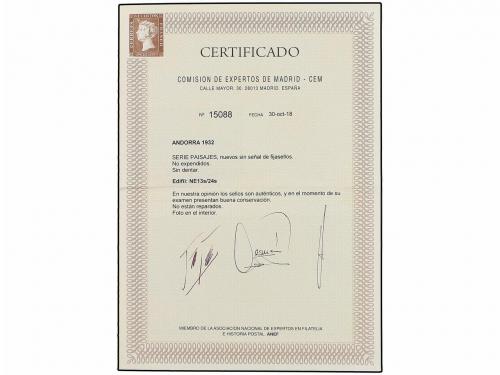 CERTIFICADO
COMISION DE EXPERTOS DE MADRID - CEM
CALLE MAYOR. 30. 28013 MADRID. ESPAÑA
Nº 15088 FECHA 30-oct-18
ANDORRA 1932
SERIE PAISAJES, nuevos sin señal de fijasellos.
No expendidos.
Sin dentar.
Edifil: NE13s/24s
En nuestra opinión los sellos son auténticos, y en el momento de su
examen presentan buena conservación.
No están reparados.
Foto en el interior.
MIEMBRO DE LA ASOCIACION NACIONAL DE EXPERTOS EN FILATELIA
E HISTORIA POSTAL. ANEF